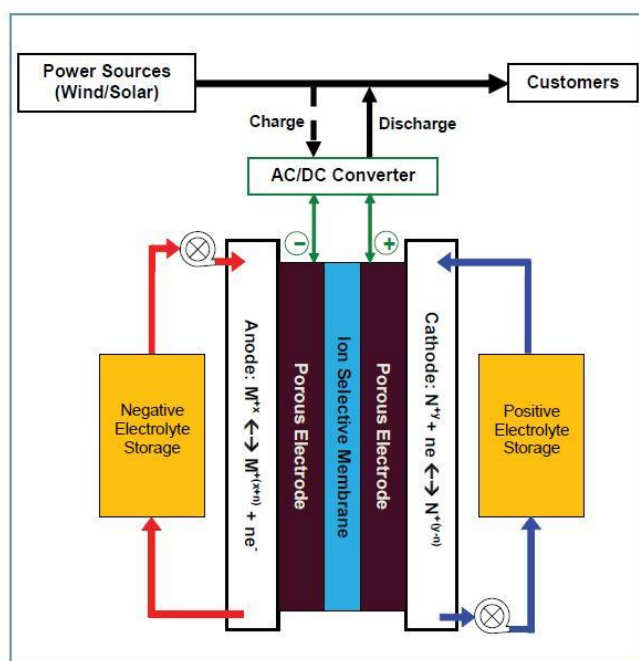 Power Sources
(Wind/Solar)
Customers
Charge
Discharge
AC/DC Converter
−
+
Negative
Electrolyte
Storage
Anode: M⁺ˣ ←→ M⁺⁽ˣ⁺ⁿ⁾ + ne⁻
Porous Electrode
Ion Selective Membrane
Porous Electrode
Cathode: N⁺ʸ + ne ←→ N⁺⁽ʸ⁻ⁿ⁾
Positive
Electrolyte
Storage